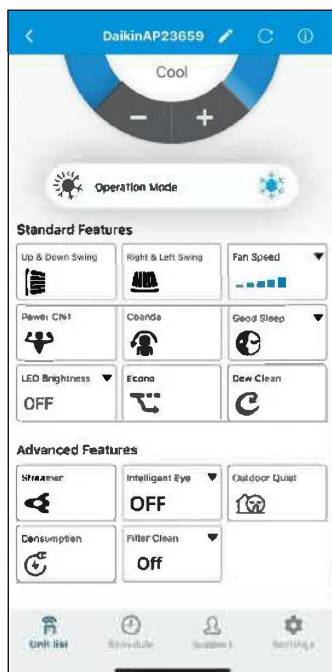 DaikinAP23659
Cool
Operation Mode
Standard Features
Up & Down Swing
Right & Left Swing
Fan Speed
Power Chil
Coanda
Good Sleep
LED Brightness
Econo
Dew Clean
OFF
Advanced Features
Streamer
Intelligent Eye
Outdoor Quiet
OFF
Consumption
Filter Clean
Off
Unit list
Schedule
Support
Settings